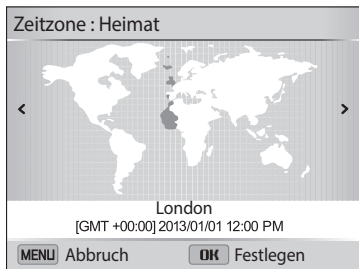 Zeitzone : Heimat
London
[GMT +00:00] 2013/01/01 12:00 PM
MENU Abbruch OK Festlegen